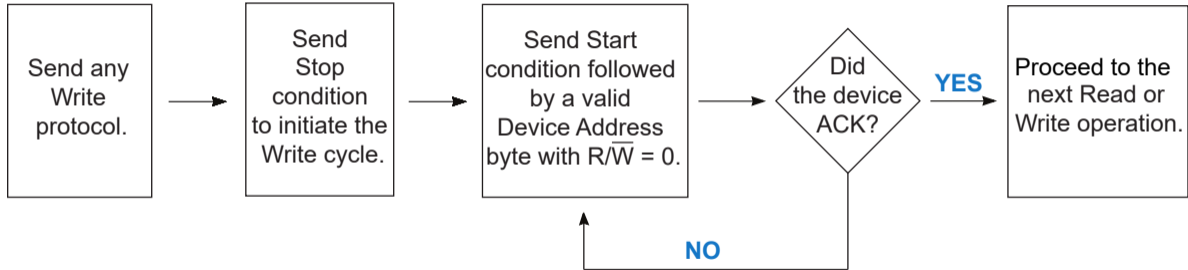 Send any
Write
protocol.
Send
Stop
condition
to initiate the
Write cycle.
Send Start
condition followed
by a valid
Device Address
byte with R/W̅ = 0.
Did
the device
ACK?
YES
Proceed to the
next Read or
Write operation.
NO